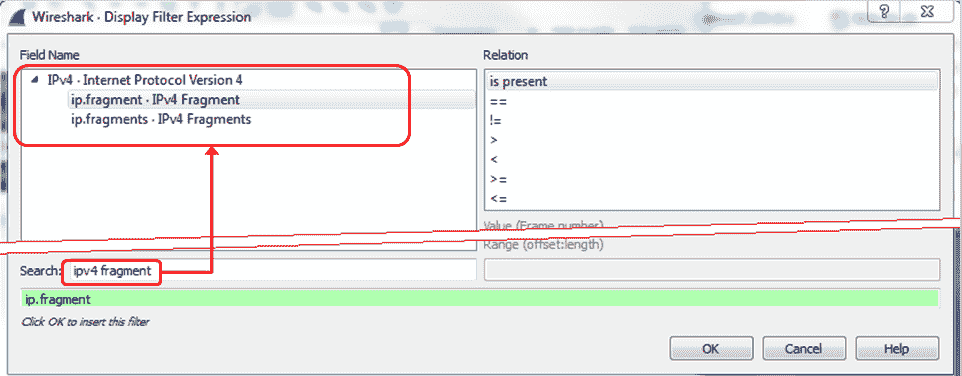 Wireshark · Display Filter Expression
?
Field Name
IPv4 · Internet Protocol Version 4
ip.fragment · IPv4 Fragment
ip.fragments · IPv4 Fragments
Relation
is present
==
!=
>
<
>=
<=
Value (Frame number)
Range (offset:length)
Search: ipv4 fragment
ip.fragment
Click OK to insert this filter
OK Cancel Help